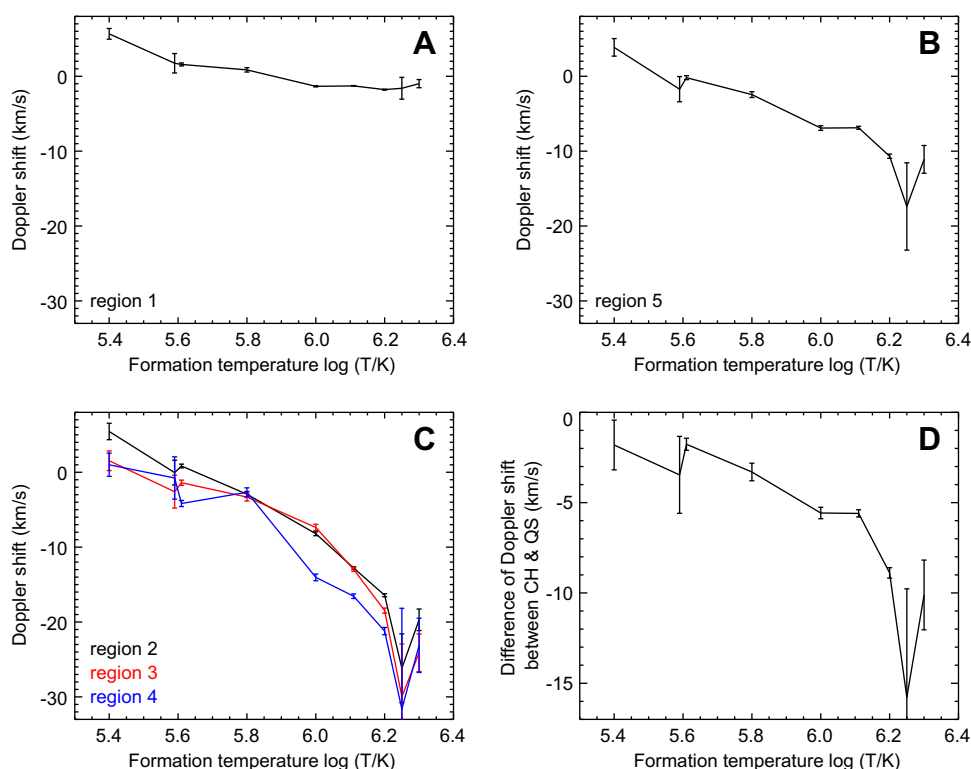 A
0
-10
-20
-30
Doppler shift (km/s)
region 1
5.4 5.6 5.8 6.0 6.2 6.4
Formation temperature log (T/K)
B
0
-10
-20
-30
Doppler shift (km/s)
region 5
5.4 5.6 5.8 6.0 6.2 6.4
Formation temperature log (T/K)
C
0
-10
-20
-30
Doppler shift (km/s)
region 2
region 3
region 4
5.4 5.6 5.8 6.0 6.2 6.4
Formation temperature log (T/K)
D
0
-5
-10
-15
Difference of Doppler shift
between CH & QS (km/s)
5.4 5.6 5.8 6.0 6.2 6.4
Formation temperature log (T/K)